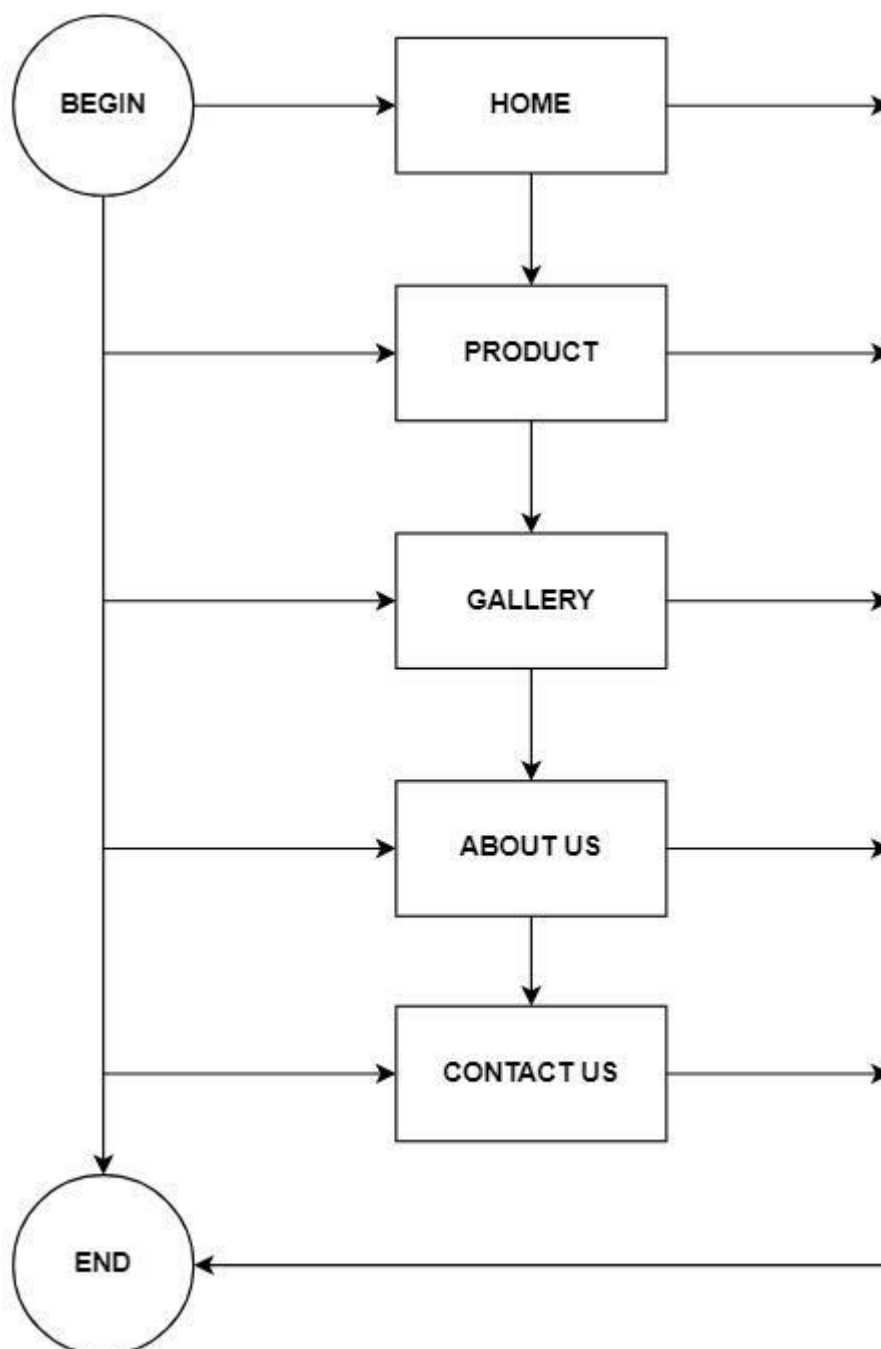 BEGIN
HOME
PRODUCT
GALLERY
ABOUT US
CONTACT US
END